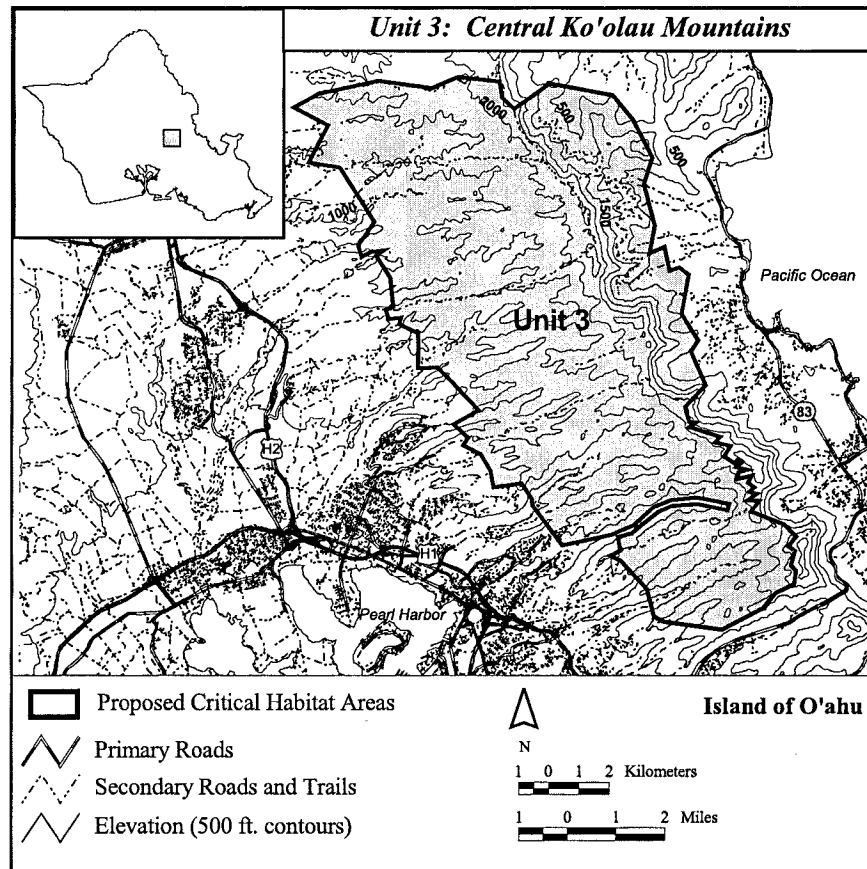 Unit 3: Central Ko'olau Mountains
2000
500
500
1000
1500
Pacific Ocean
Unit 3
83
H2
H1
Pearl Harbor
Proposed Critical Habitat Areas
Primary Roads
Secondary Roads and Trails
Elevation (500 ft. contours)
N
1 0 1 2 Kilometers
1 0 1 2 Miles
Island of O'ahu